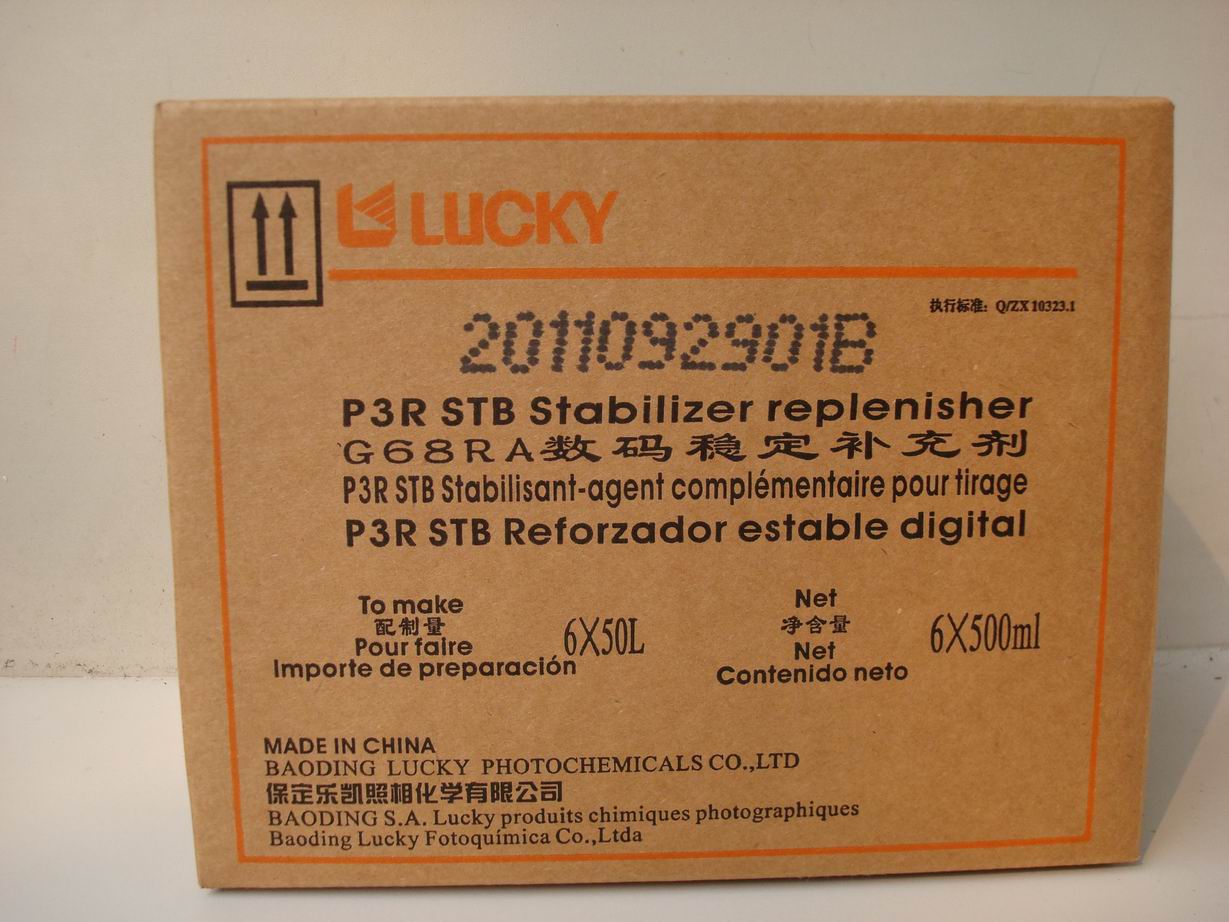 LUCKY
执行标准: Q/ZX 10323.1
2011092901B
P3R STB Stabilizer replenisher
G68RA数码稳定补充剂
P3R STB Stabilisant-agent complémentaire pour tirage
P3R STB Reforzador estable digital
To make
配制量
Pour faire
Importe de preparación
6X50L
Net
净含量
Net
Contenido neto
6X500ml
MADE IN CHINA
BAODING LUCKY PHOTOCHEMICALS CO.,LTD
保定乐凯照相化学有限公司
BAODING S.A. Lucky produits chimiques photographiques
Baoding Lucky Fotoquímica Co.,Ltda